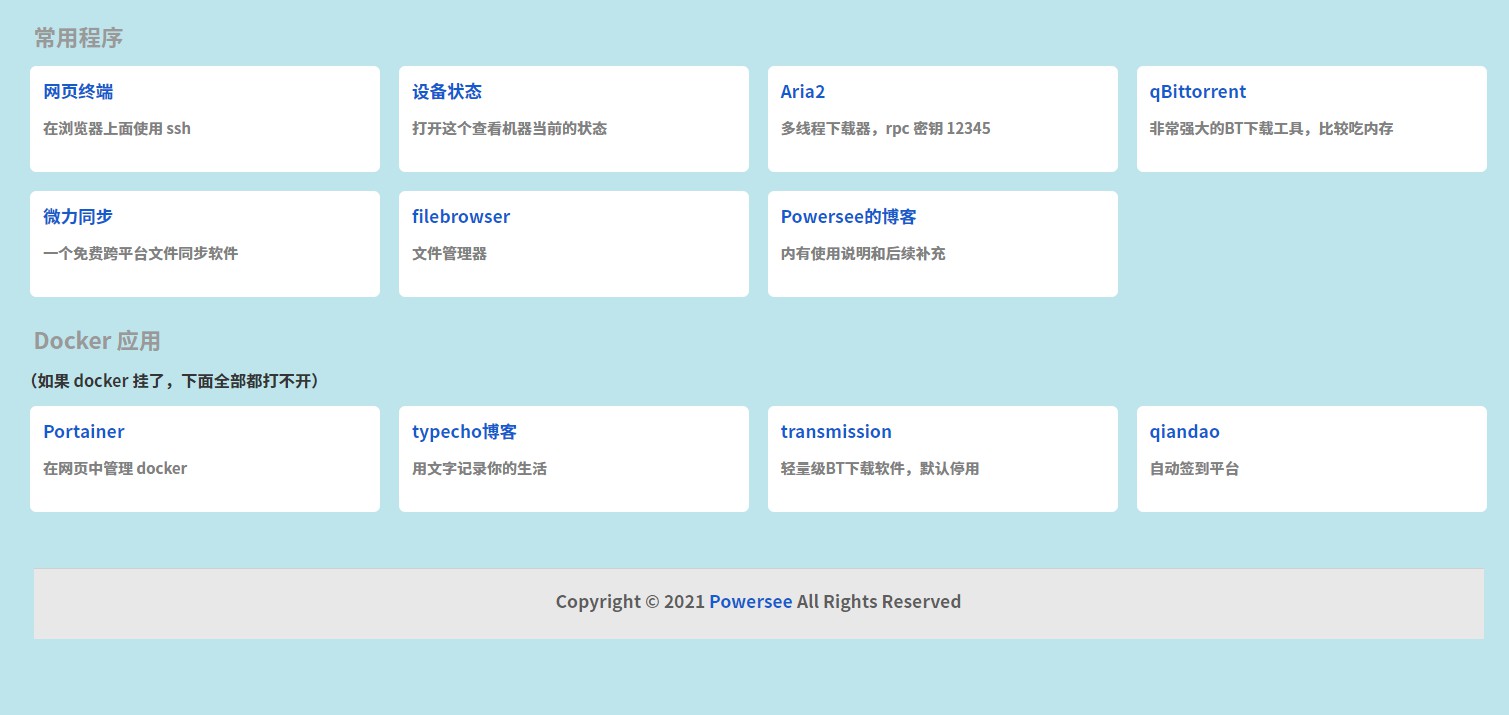 常用程序
网页终端
在浏览器上面使用 ssh
设备状态
打开这个查看机器当前的状态
Aria2
多线程下载器，rpc 密钥 12345
qBittorrent
非常强大的BT下载工具，比较吃内存
微力同步
一个免费跨平台文件同步软件
filebrowser
文件管理器
Powersee的博客
内有使用说明和后续补充
Docker 应用
（如果 docker 挂了，下面全部都打不开）
Portainer
在网页中管理 docker
typecho博客
用文字记录你的生活
transmission
轻量级BT下载软件，默认停用
qiandao
自动签到平台
Copyright © 2021 Powersee All Rights Reserved